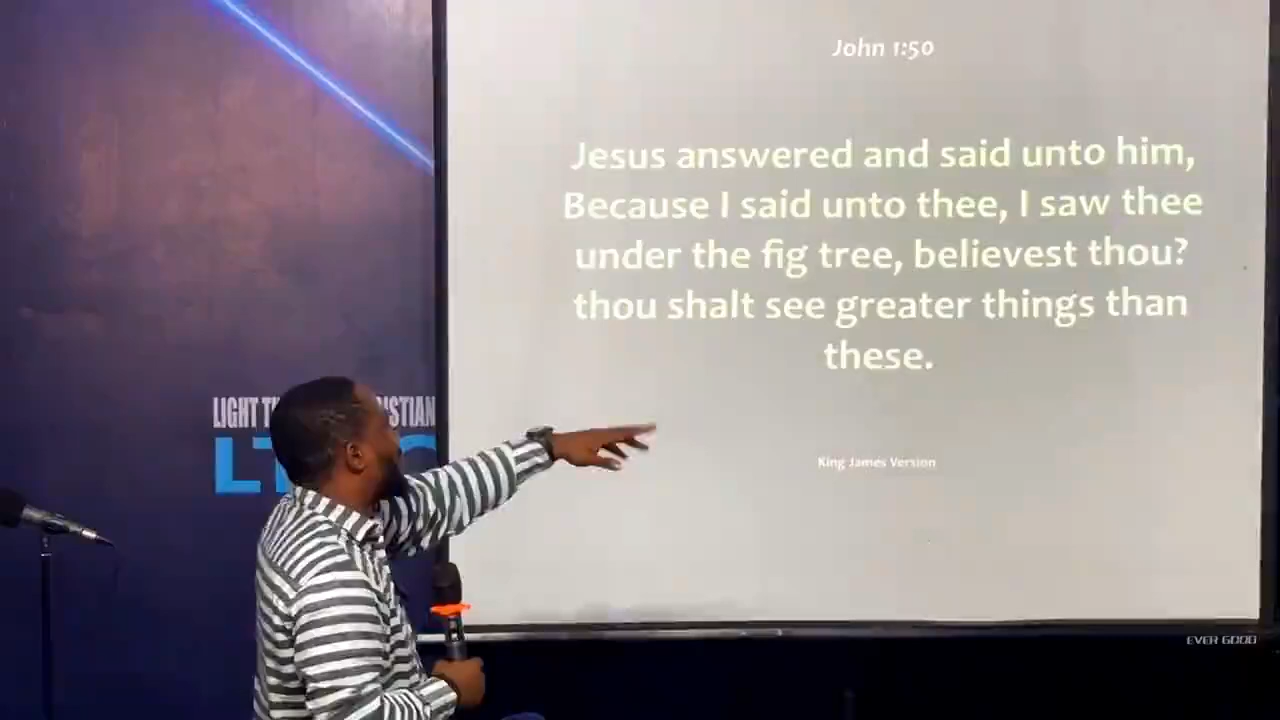 John 1:50
Jesus answered and said unto him,
Because I said unto thee, I saw thee
under the fig tree, believest thou?
thou shalt see greater things than
these.
King James Version
LIGHT
EVER GOOD